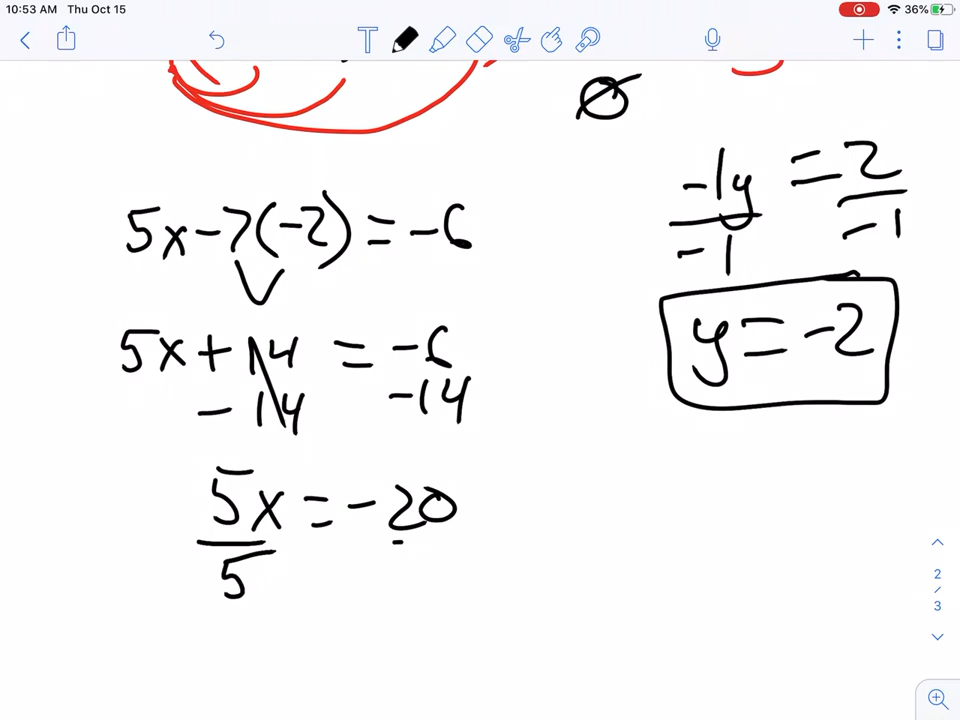 10:53 AM Thu Oct 15
36%
T
∅
5x-7(-2)=-6
5x+14=-6
-14 -14
5x=-20
5
-1y=2
-1 -1
y=-2
2
/
3